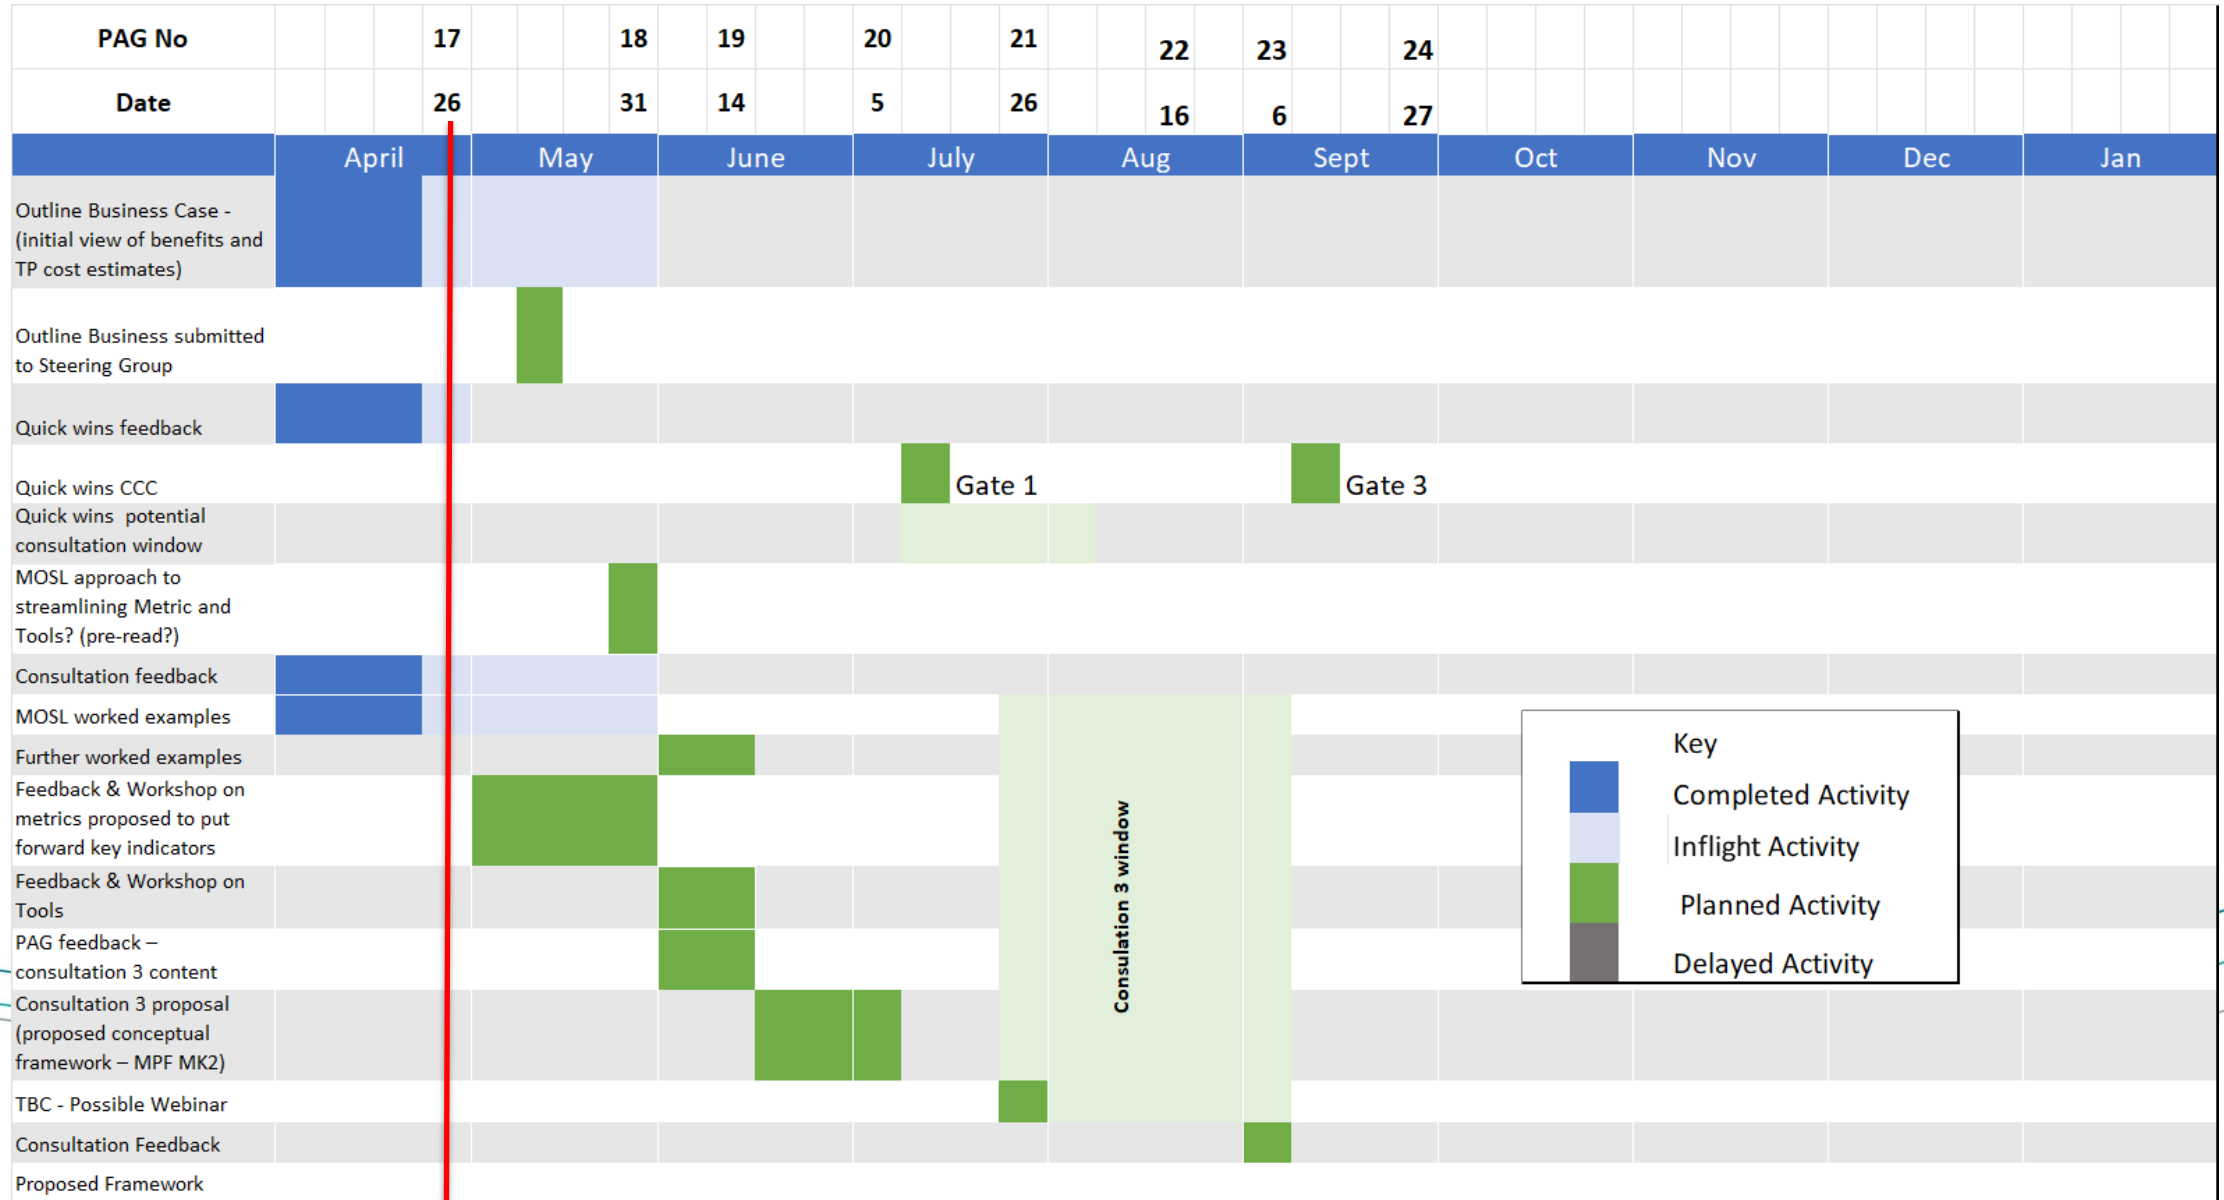 PAG No 17 18 19 20 21 22 23 24
Date 26 31 14 5 26 16 6 27
April May June July Aug Sept Oct Nov Dec Jan
Outline Business Case -
(initial view of benefits and
TP cost estimates)
Outline Business submitted
to Steering Group
Quick wins feedback
Quick wins CCC Gate 1 Gate 3
Quick wins potential
consultation window
MOSL approach to
streamlining Metric and
Tools? (pre-read?)
Consultation feedback
MOSL worked examples
Further worked examples
Feedback & Workshop on
metrics proposed to put
forward key indicators
Feedback & Workshop on
Tools
PAG feedback –
consultation 3 content
Consultation 3 proposal
(proposed conceptual
framework – MPF MK2)
TBC - Possible Webinar
Consultation Feedback
Proposed Framework
Consulation 3 window
Key
Completed Activity
Inflight Activity
Planned Activity
Delayed Activity